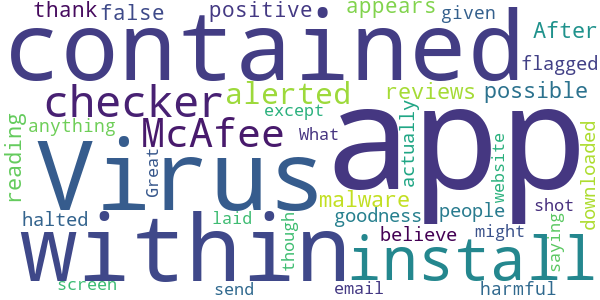 thank false positive appears given
contained After
flagged
checker alerted reviews possible
except
anything McAfee What
reading Virus app actually website downloaded
Great malware
halted laid goodness people shot
within though believe might saying
install
screen send email harmful